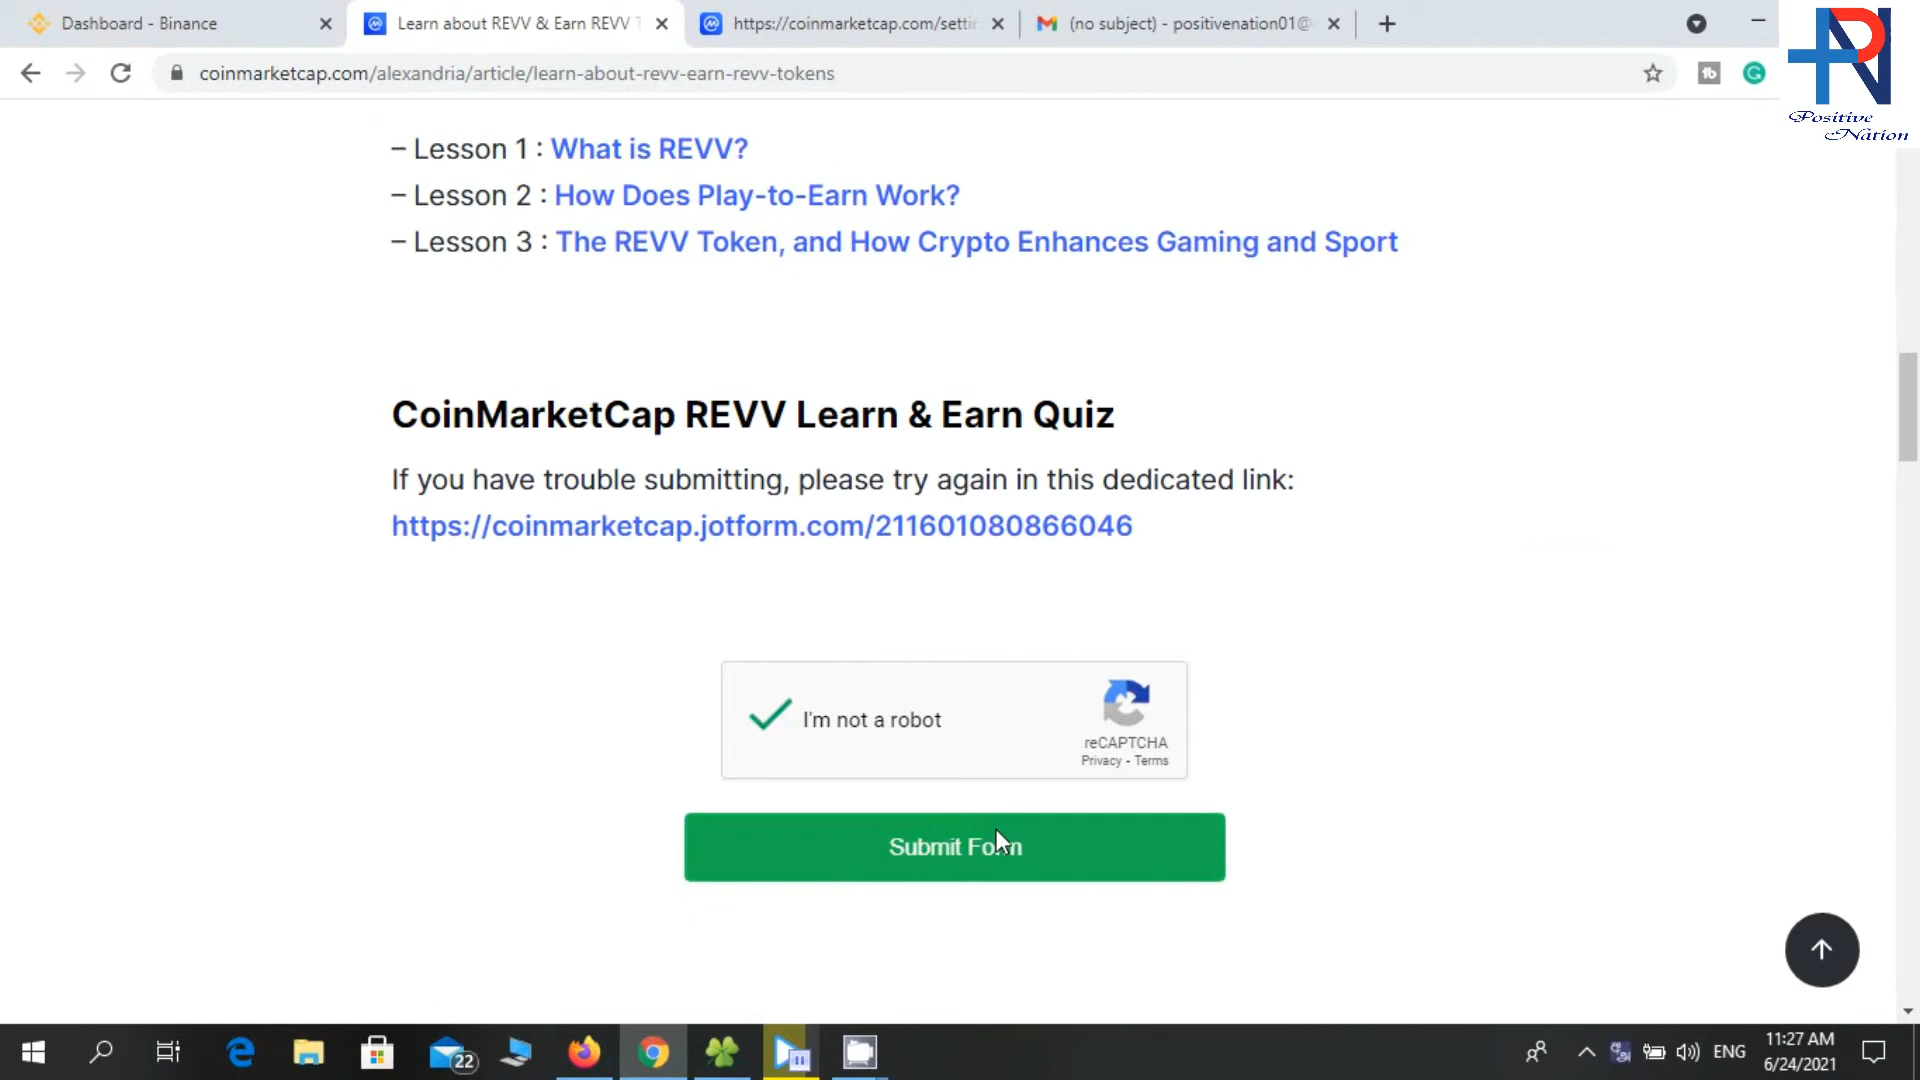 Dashboard - Binance
Learn about REVV & Earn REVV T
https://coinmarketcap.com/setti
(no subject) - positivenation01@
coinmarketcap.com/alexandria/article/learn-about-revv-earn-revv-tokens
Positive
Nation
– Lesson 1 : What is REVV?
– Lesson 2 : How Does Play-to-Earn Work?
– Lesson 3 : The REVV Token, and How Crypto Enhances Gaming and Sport
CoinMarketCap REVV Learn & Earn Quiz
If you have trouble submitting, please try again in this dedicated link:
https://coinmarketcap.jotform.com/211601080866046
I'm not a robot
reCAPTCHA
Privacy - Terms
Submit Form
22
ENG
11:27 AM
6/24/2021